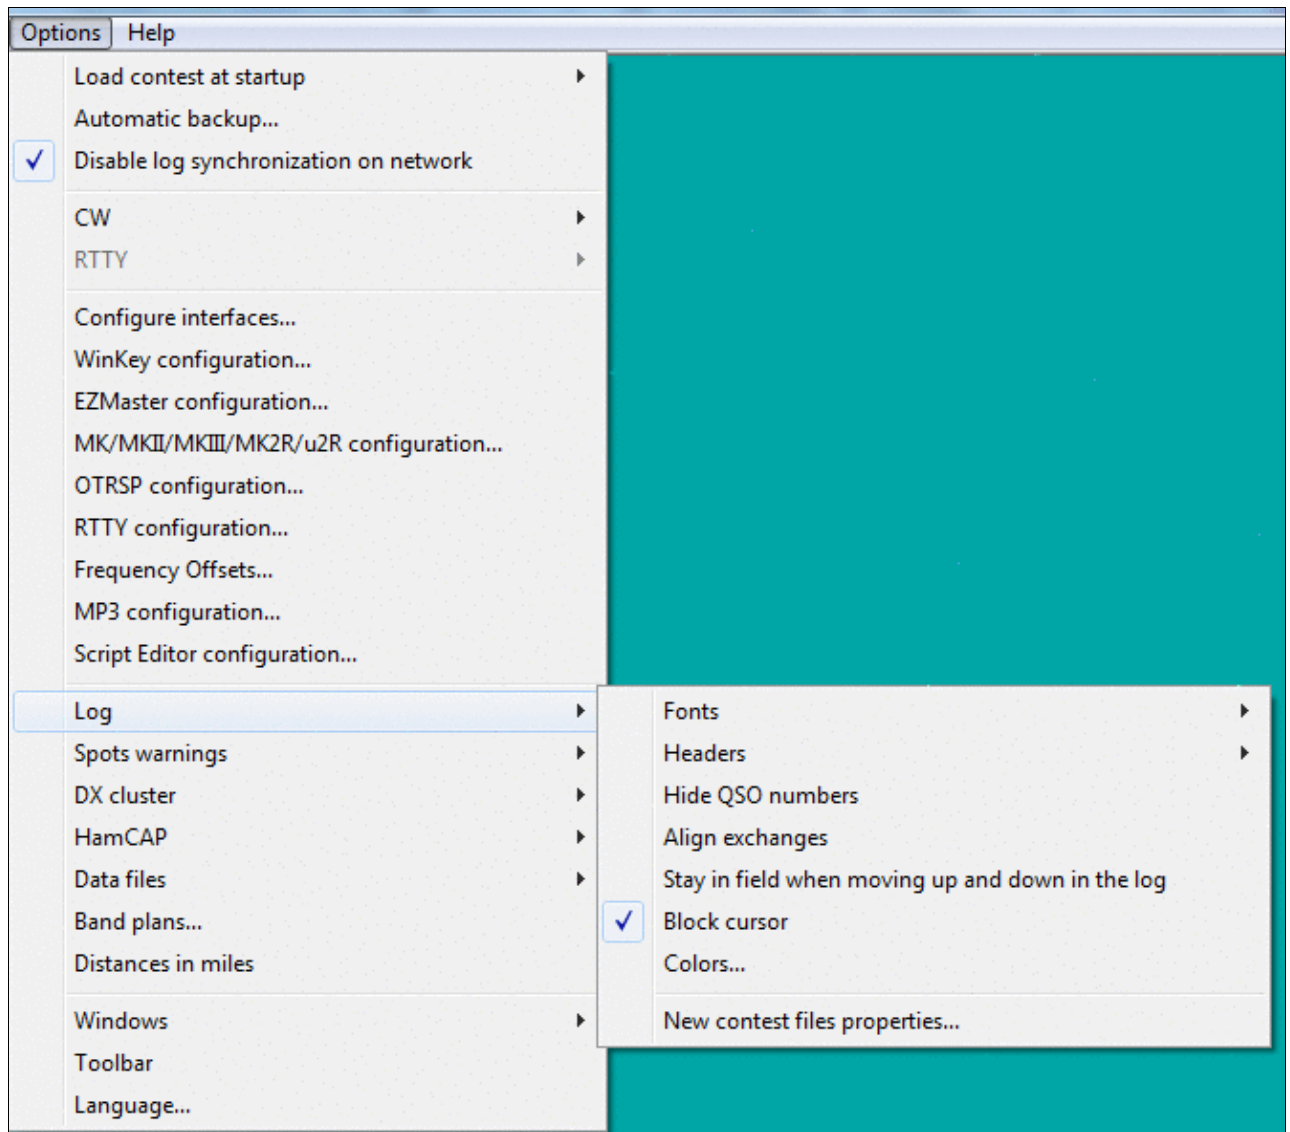 Options Help
Load contest at startup
Automatic backup...
Disable log synchronization on network
CW
RTTY
Configure interfaces...
WinKey configuration...
EZMaster configuration...
MK/MKII/MKIII/MK2R/u2R configuration...
OTRSP configuration...
RTTY configuration...
Frequency Offsets...
MP3 configuration...
Script Editor configuration...
Log
Spots warnings
DX cluster
HamCAP
Data files
Band plans...
Distances in miles
Windows
Toolbar
Language...
Fonts
Headers
Hide QSO numbers
Align exchanges
Stay in field when moving up and down in the log
Block cursor
Colors...
New contest files properties...